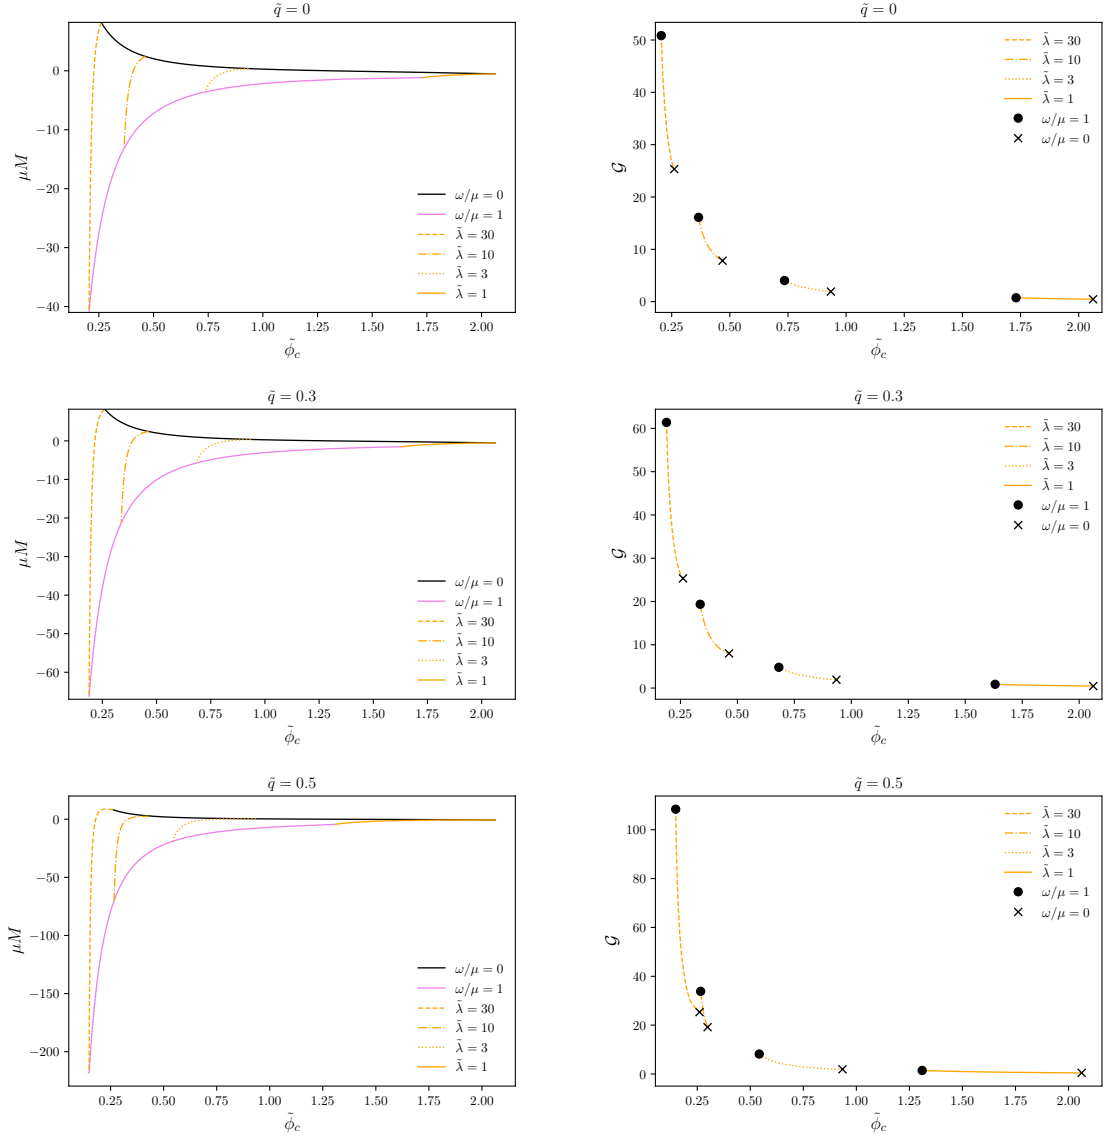 q̃ = 0
μM
0
−10
−20
−30
−40
ω/μ = 0
ω/μ = 1
λ̃ = 30
λ̃ = 10
λ̃ = 3
λ̃ = 1
0.25 0.50 0.75 1.00 1.25 1.50 1.75 2.00
ϕ̃c
q̃ = 0
𝒢
50
40
30
20
10
0
λ̃ = 30
λ̃ = 10
λ̃ = 3
λ̃ = 1
ω/μ = 1
ω/μ = 0
0.25 0.50 0.75 1.00 1.25 1.50 1.75 2.00
ϕ̃c
q̃ = 0.3
μM
0
−10
−20
−30
−40
−50
−60
ω/μ = 0
ω/μ = 1
λ̃ = 30
λ̃ = 10
λ̃ = 3
λ̃ = 1
0.25 0.50 0.75 1.00 1.25 1.50 1.75 2.00
ϕ̃c
q̃ = 0.3
𝒢
60
50
40
30
20
10
0
λ̃ = 30
λ̃ = 10
λ̃ = 3
λ̃ = 1
ω/μ = 1
ω/μ = 0
0.25 0.50 0.75 1.00 1.25 1.50 1.75 2.00
ϕ̃c
q̃ = 0.5
μM
0
−50
−100
−150
−200
ω/μ = 0
ω/μ = 1
λ̃ = 30
λ̃ = 10
λ̃ = 3
λ̃ = 1
0.25 0.50 0.75 1.00 1.25 1.50 1.75 2.00
ϕ̃c
q̃ = 0.5
𝒢
100
80
60
40
20
0
λ̃ = 30
λ̃ = 10
λ̃ = 3
λ̃ = 1
ω/μ = 1
ω/μ = 0
0.25 0.50 0.75 1.00 1.25 1.50 1.75 2.00
ϕ̃c